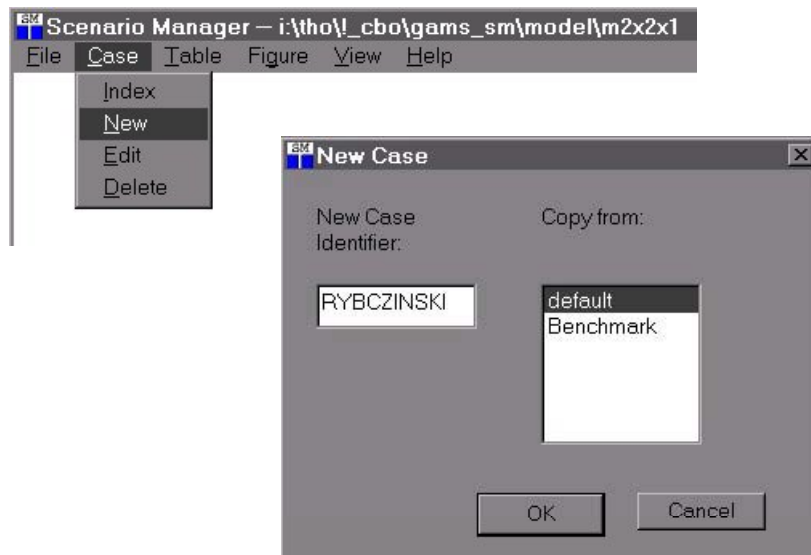 SM Scenario Manager – i:\tho\!_cbo\gams_sm\model\m2x2x1
File Case Table Figure View Help
Index
New
Edit
Delete
SM New Case
New Case
Identifier:
RYBCZINSKI
Copy from:
default
Benchmark
OK Cancel